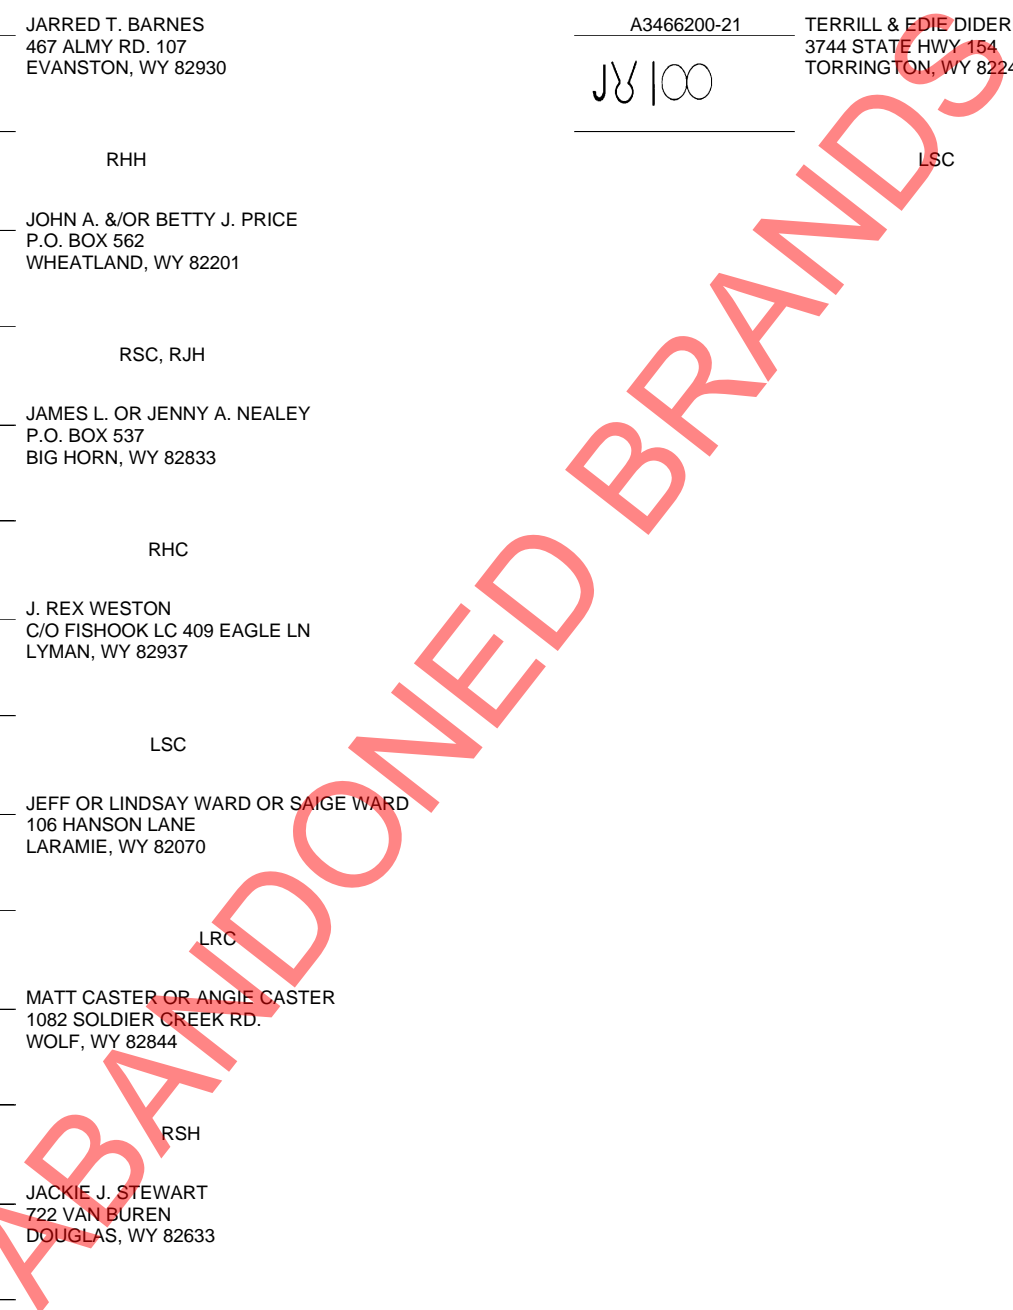 JARRED T. BARNES
467 ALMY RD. 107
EVANSTON, WY 82930
RHH
JOHN A. &/OR BETTY J. PRICE
P.O. BOX 562
WHEATLAND, WY 82201
RSC, RJH
JAMES L. OR JENNY A. NEALEY
P.O. BOX 537
BIG HORN, WY 82833
RHC
J. REX WESTON
C/O FISHOOK LC 409 EAGLE LN
LYMAN, WY 82937
LSC
JEFF OR LINDSAY WARD OR SAIGE WARD
106 HANSON LANE
LARAMIE, WY 82070
LRC
MATT CASTER OR ANGIE CASTER
1082 SOLDIER CREEK RD.
WOLF, WY 82844
RSH
JACKIE J. STEWART
722 VAN BUREN
DOUGLAS, WY 82633
A3466200-21
TERRILL & EDIE DIDER
3744 STATE HWY 154
TORRINGTON, WY 8224
LSC
ABANDONED BRANDS